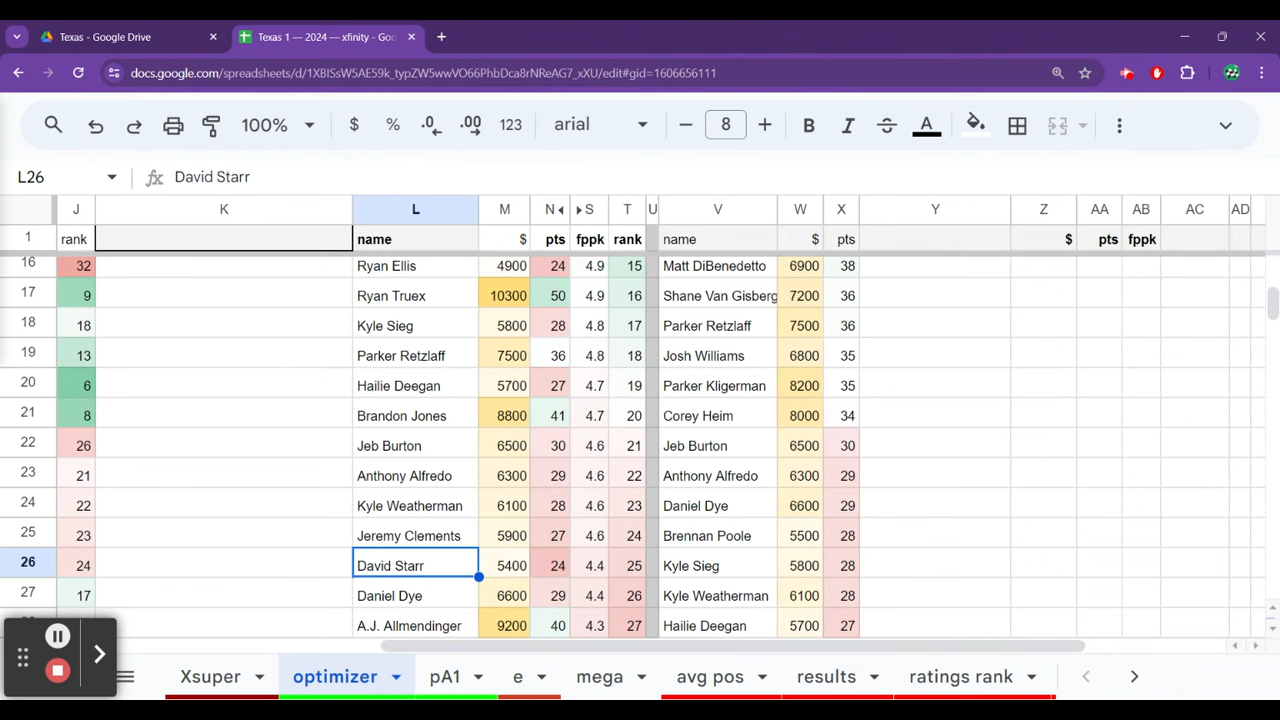 Texas - Google Drive
Texas 1 — 2024 — xfinity - Goo
docs.google.com/spreadsheets/d/1XBISsW5AE59k_typZW5wwVO66PhbDca8rNReAG7_xXU/edit#gid=1606656111
100% $ % .0 .00 123 arial 8 B I S A
L26 David Starr
J K L M N S T U V W X Y Z AA AB AC AD
1 rank name $ pts fppk rank name $ pts $ pts fppk
16 32 Ryan Ellis 4900 24 4.9 15 Matt DiBenedetto 6900 38
17 9 Ryan Truex 10300 50 4.9 16 Shane Van Gisberg 7200 36
18 18 Kyle Sieg 5800 28 4.8 17 Parker Retzlaff 7500 36
19 13 Parker Retzlaff 7500 36 4.8 18 Josh Williams 6800 35
20 6 Hailie Deegan 5700 27 4.7 19 Parker Kligerman 8200 35
21 8 Brandon Jones 8800 41 4.7 20 Corey Heim 8000 34
22 26 Jeb Burton 6500 30 4.6 21 Jeb Burton 6500 30
23 21 Anthony Alfredo 6300 29 4.6 22 Anthony Alfredo 6300 29
24 22 Kyle Weatherman 6100 28 4.6 23 Daniel Dye 6600 29
25 23 Jeremy Clements 5900 27 4.6 24 Brennan Poole 5500 28
26 24 David Starr 5400 24 4.4 25 Kyle Sieg 5800 28
27 17 Daniel Dye 6600 29 4.4 26 Kyle Weatherman 6100 28
A.J. Allmendinger 9200 40 4.3 27 Hailie Deegan 5700 27
Xsuper optimizer pA1 e mega avg pos results ratings rank